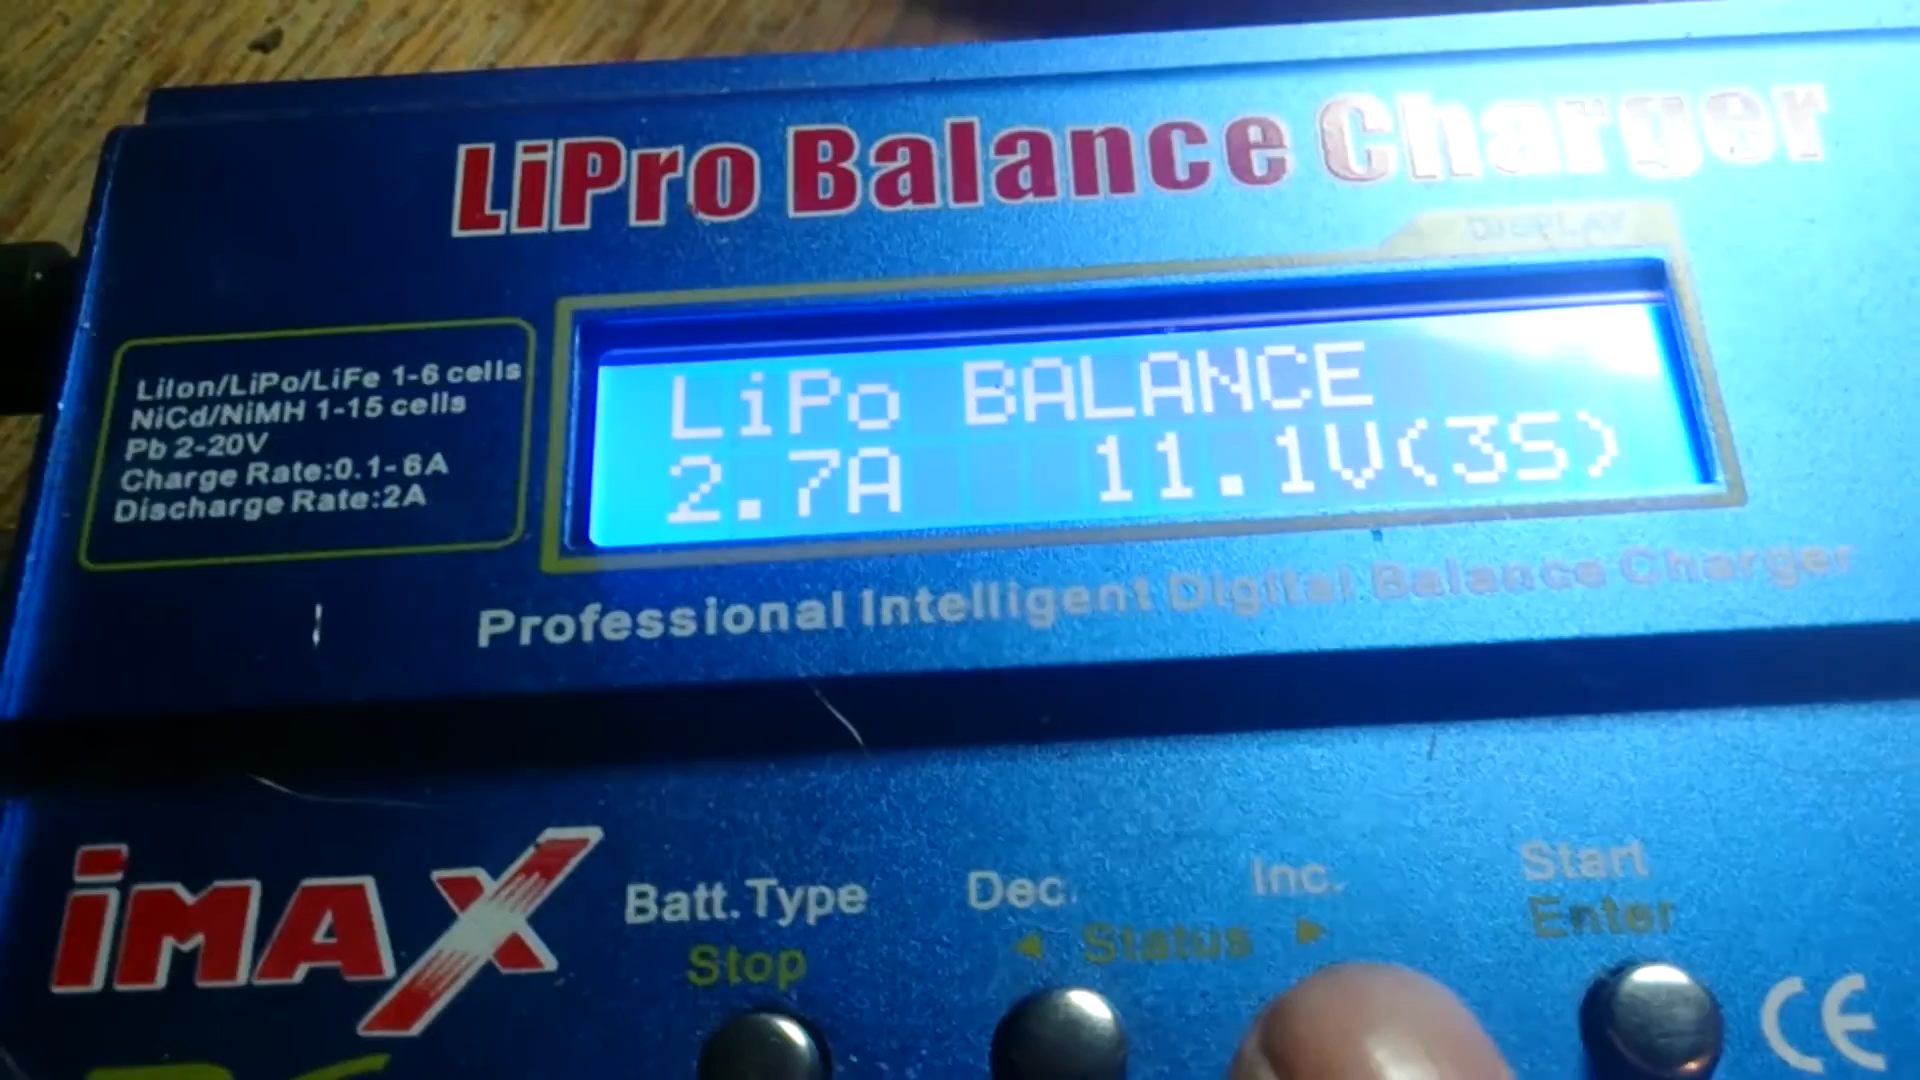 LiPro Balance Charger
DISPLAY
LiIon/LiPo/LiFe 1-6 cells
NiCd/NiMH 1-15 cells
Pb 2-20V
Charge Rate:0.1-6A
Discharge Rate:2A
LiPo BALANCE
2.7A 11.1V(3S)
Professional Intelligent Digital Balance Charger
iMAX
Batt.Type
Stop
Dec.
Inc.
◄ Status ►
Start
Enter
CE